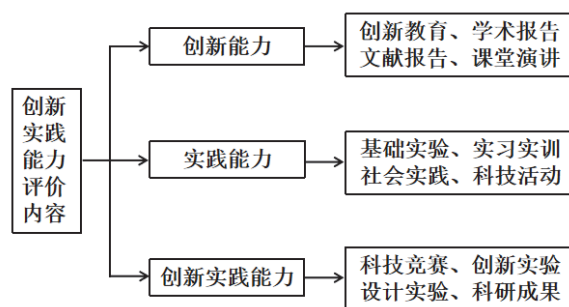 创新
实践
能力
评价
内容
创新能力
创新教育、学术报告
文献报告、课堂演讲
实践能力
基础实验、实习实训
社会实践、科技活动
创新实践能力
科技竞赛、创新实验
设计实验、科研成果